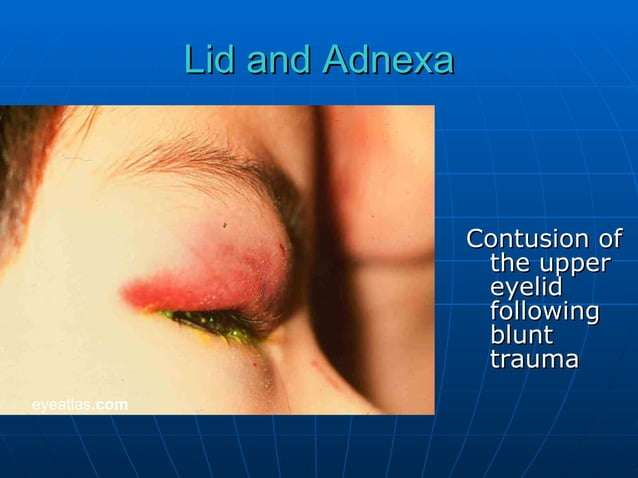 Lid and Adnexa
Contusion of
the upper
eyelid
following
blunt
trauma
eyeatlas.com